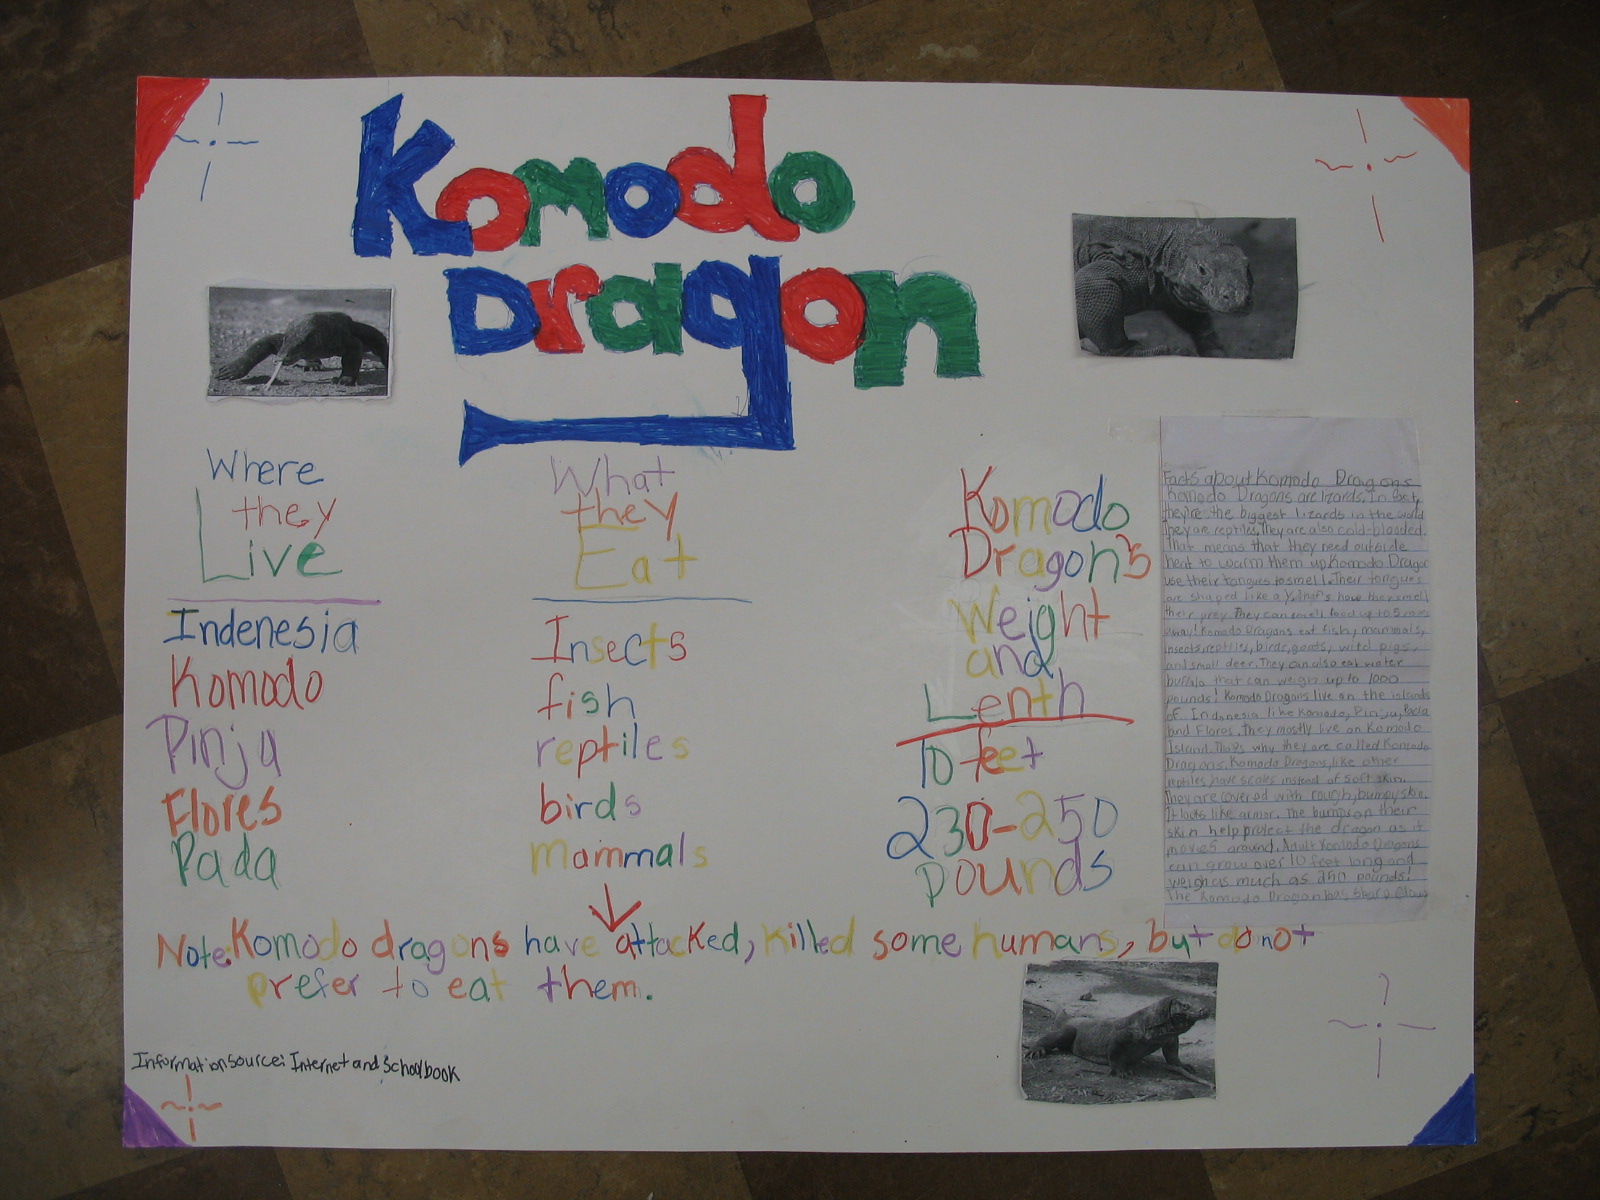 Komodo
Dragon
Where
they
Live
Indenesia
Komodo
Pinja
Flores
Pada
What
they
Eat
Insects
fish
reptiles
birds
mammals
Komodo
Dragon's
Weight
and
Lenth
10 feet
230-250
pounds
Facts about Komodo Dragons
Komodo Dragons are lizards. In fact,
they're the biggest lizards in the world
They are reptiles. They are also cold-blooded.
That means that they need outside
heat to warm them up. Komodo Dragon
use their tongues to smell. Their tongues
are shaped like a Y. that's how they smell
their prey. They can smell food up to 5 miles
away! Komodo Dragons eat fish, mammals,
insects, reptiles, birds, goats, wild pigs,
and small deer. They can also eat water
buffalo that can weigh up to 1000
pounds! Komodo Dragons live on the islands
of Indonesia like Komodo, Pinja, Pada
and Flores. They mostly live on Komodo
Island. That's why they are called Komodo
Dragons. Komodo Dragons, like other
reptiles, have scales instead of soft skin.
They are covered with rough, bumpy skin.
It looks like armor. The bumps on their
skin help protect the dragon as it
moves around. Adult Komodo Dragons
can grow over 10 feet long and
weigh as much as 250 pounds!
The Komodo Dragon has sharp claws
Note: Komodo dragons have attacked, killed some humans, but do not
prefer to eat them.
Information source: Internet and School book